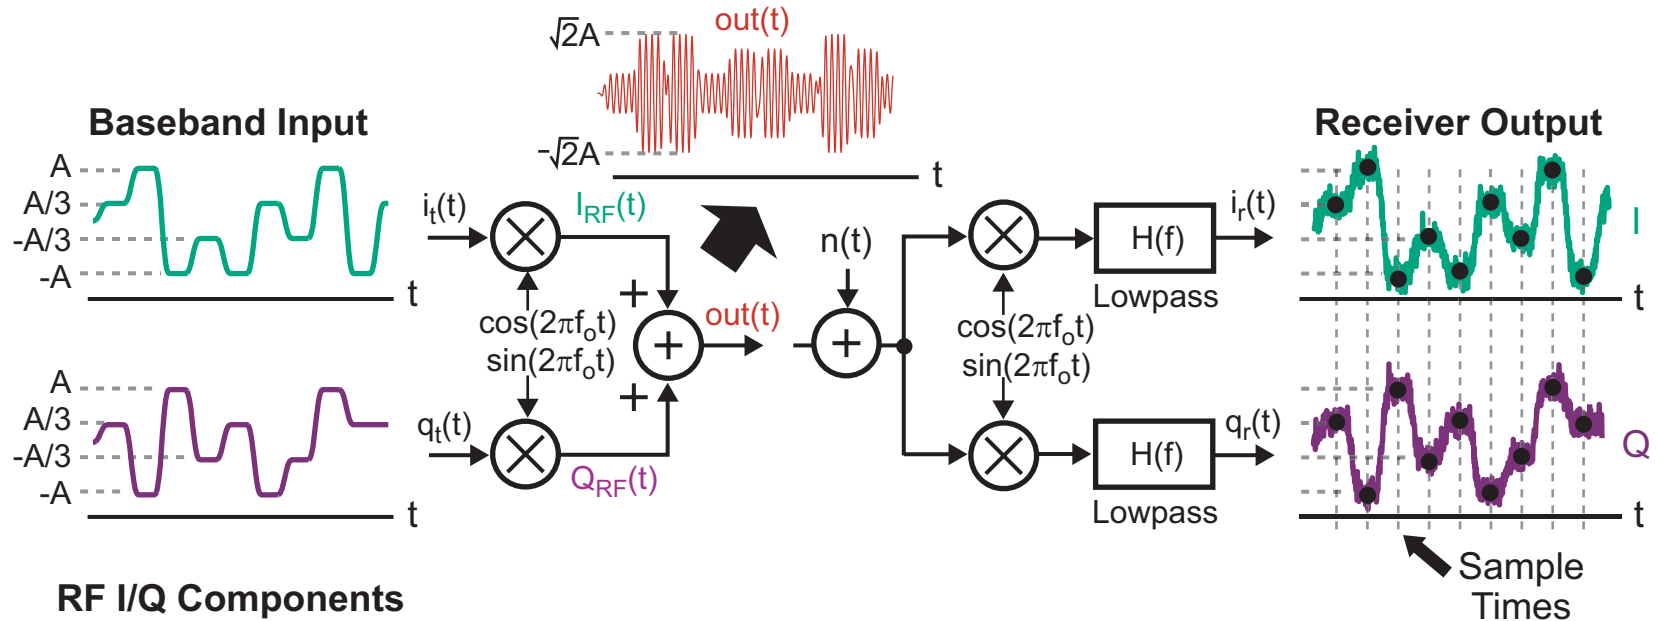 out(t)
√2A
-√2A
t
Baseband Input
A
A/3
-A/3
-A
t
i_t(t)
I_RF(t)
+
cos(2πf_ot)
sin(2πf_ot)
+
out(t)
+
A
A/3
-A/3
-A
t
q_t(t)
Q_RF(t)
RF I/Q Components
n(t)
+
cos(2πf_ot)
sin(2πf_ot)
H(f)
Lowpass
i_r(t)
H(f)
Lowpass
q_r(t)
Receiver Output
I
t
Q
t
Sample
Times